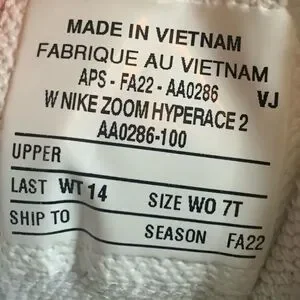 MADE IN VIETNAM
FABRIQUE AU VIETNAM
APS - FA22 - AA0286 VJ
W NIKE ZOOM HYPERACE 2
AA0286-100
UPPER
LAST WT 14 SIZE WO 7T
SHIP TO
SEASON FA22